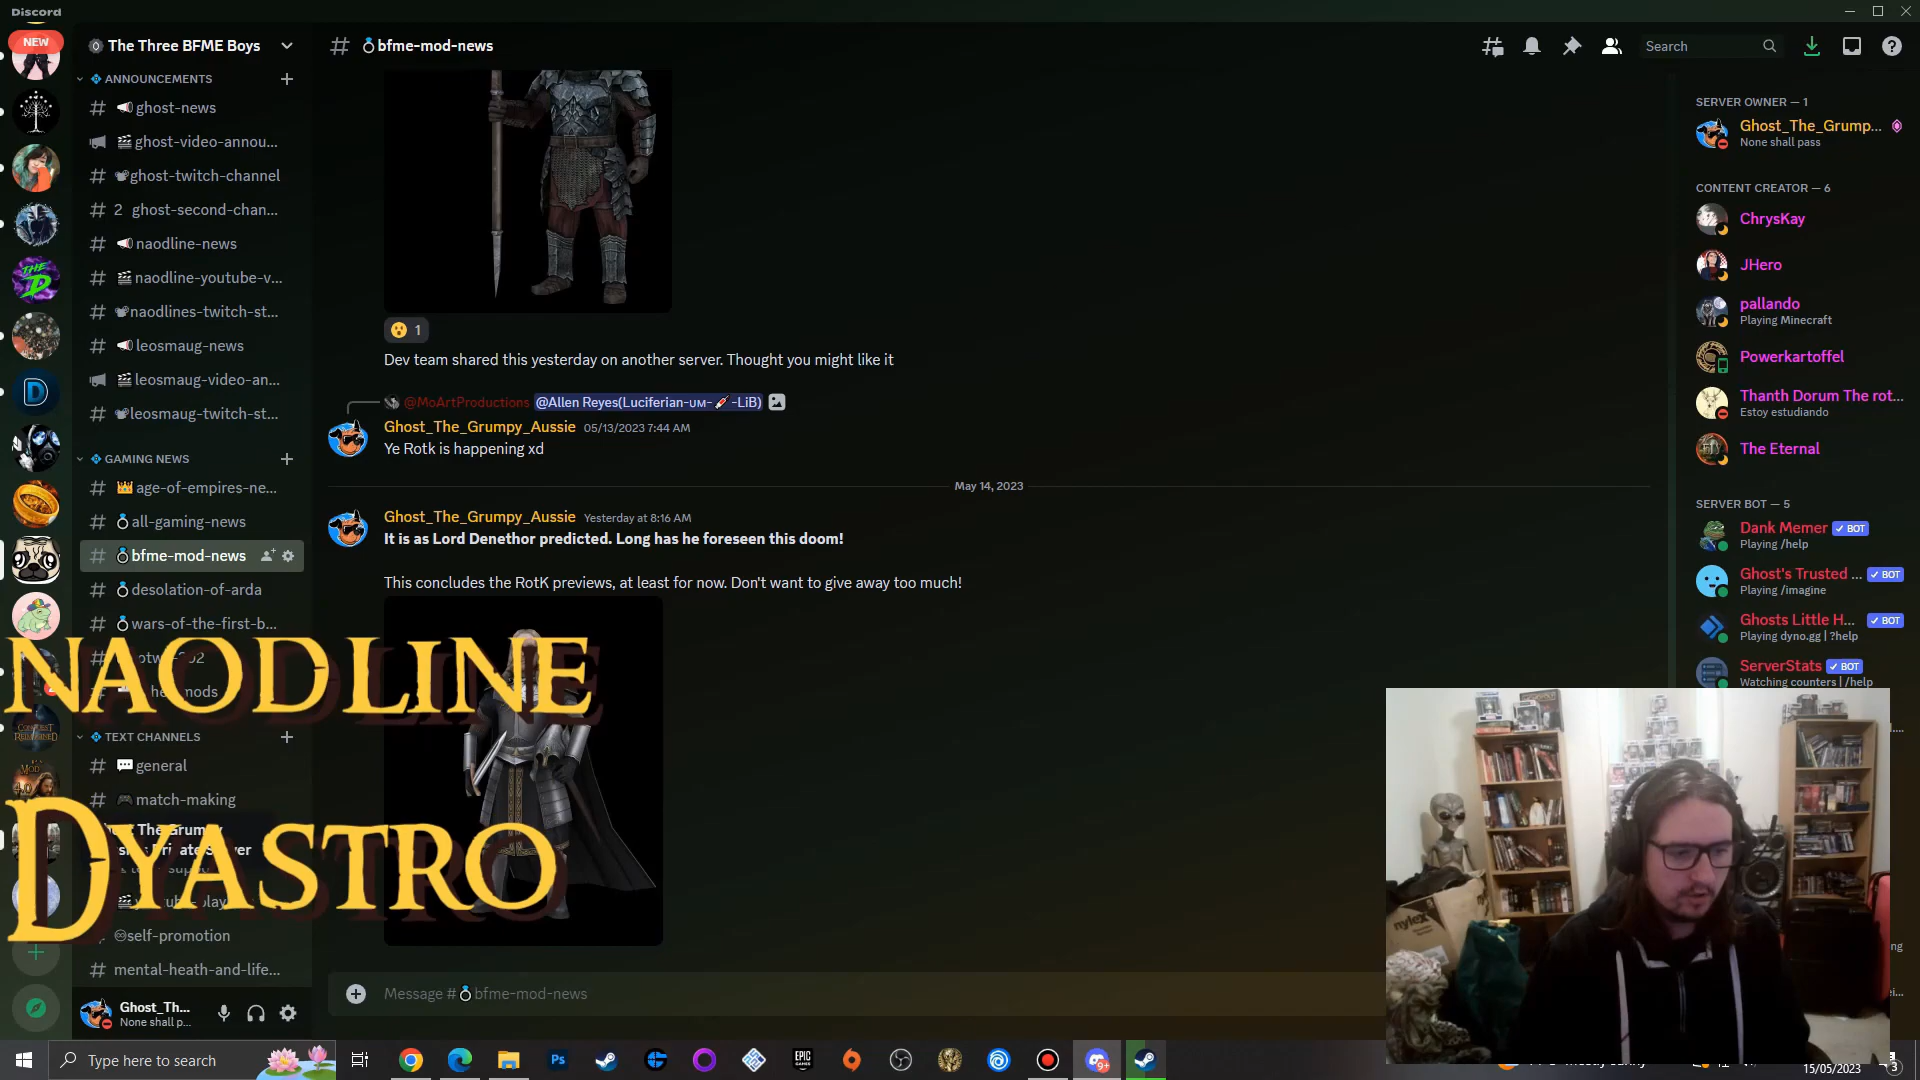 Discord
NEW
The Three BFME Boys
bfme-mod-news
Search
ANNOUNCEMENTS
ghost-news
ghost-video-annou...
ghost-twitch-channel
2 ghost-second-chan...
naodline-news
naodline-youtube-v...
naodlines-twitch-st...
leosmaug-news
leosmaug-video-an...
leosmaug-twitch-st...
GAMING NEWS
age-of-empires-ne...
all-gaming-news
bfme-mod-news
desolation-of-arda
wars-of-the-first-b...
TEXT CHANNELS
general
match-making
self-promotion
mental-heath-and-life...
Ghost_Th...
None shall p...
THE D
D
1
Dev team shared this yesterday on another server. Thought you might like it
@MoArtProductions @Allen Reyes(Luciferian-ᴜᴍ-💉-LiB)
Ghost_The_Grumpy_Aussie 05/13/2023 7:44 AM
Ye Rotk is happening xd
May 14, 2023
Ghost_The_Grumpy_Aussie Yesterday at 8:16 AM
It is as Lord Denethor predicted. Long has he foreseen this doom!
This concludes the RotK previews, at least for now. Don't want to give away too much!
Message #bfme-mod-news
NAODLINE
DYASTRO
SERVER OWNER — 1
Ghost_The_Grump...
None shall pass
CONTENT CREATOR — 6
ChrysKay
JHero
pallando
Playing Minecraft
Powerkartoffel
Thanth Dorum The rot...
Estoy estudiando
The Eternal
SERVER BOT — 5
Dank Memer ✓ BOT
Playing /help
Ghost's Trusted ... ✓ BOT
Playing /imagine
Ghosts Little H... ✓ BOT
Playing dyno.gg | ?help
ServerStats ✓ BOT
Watching counters | /help
nylex
Type here to search
Ps
EPIC GAMES
9+
15/05/2023
3